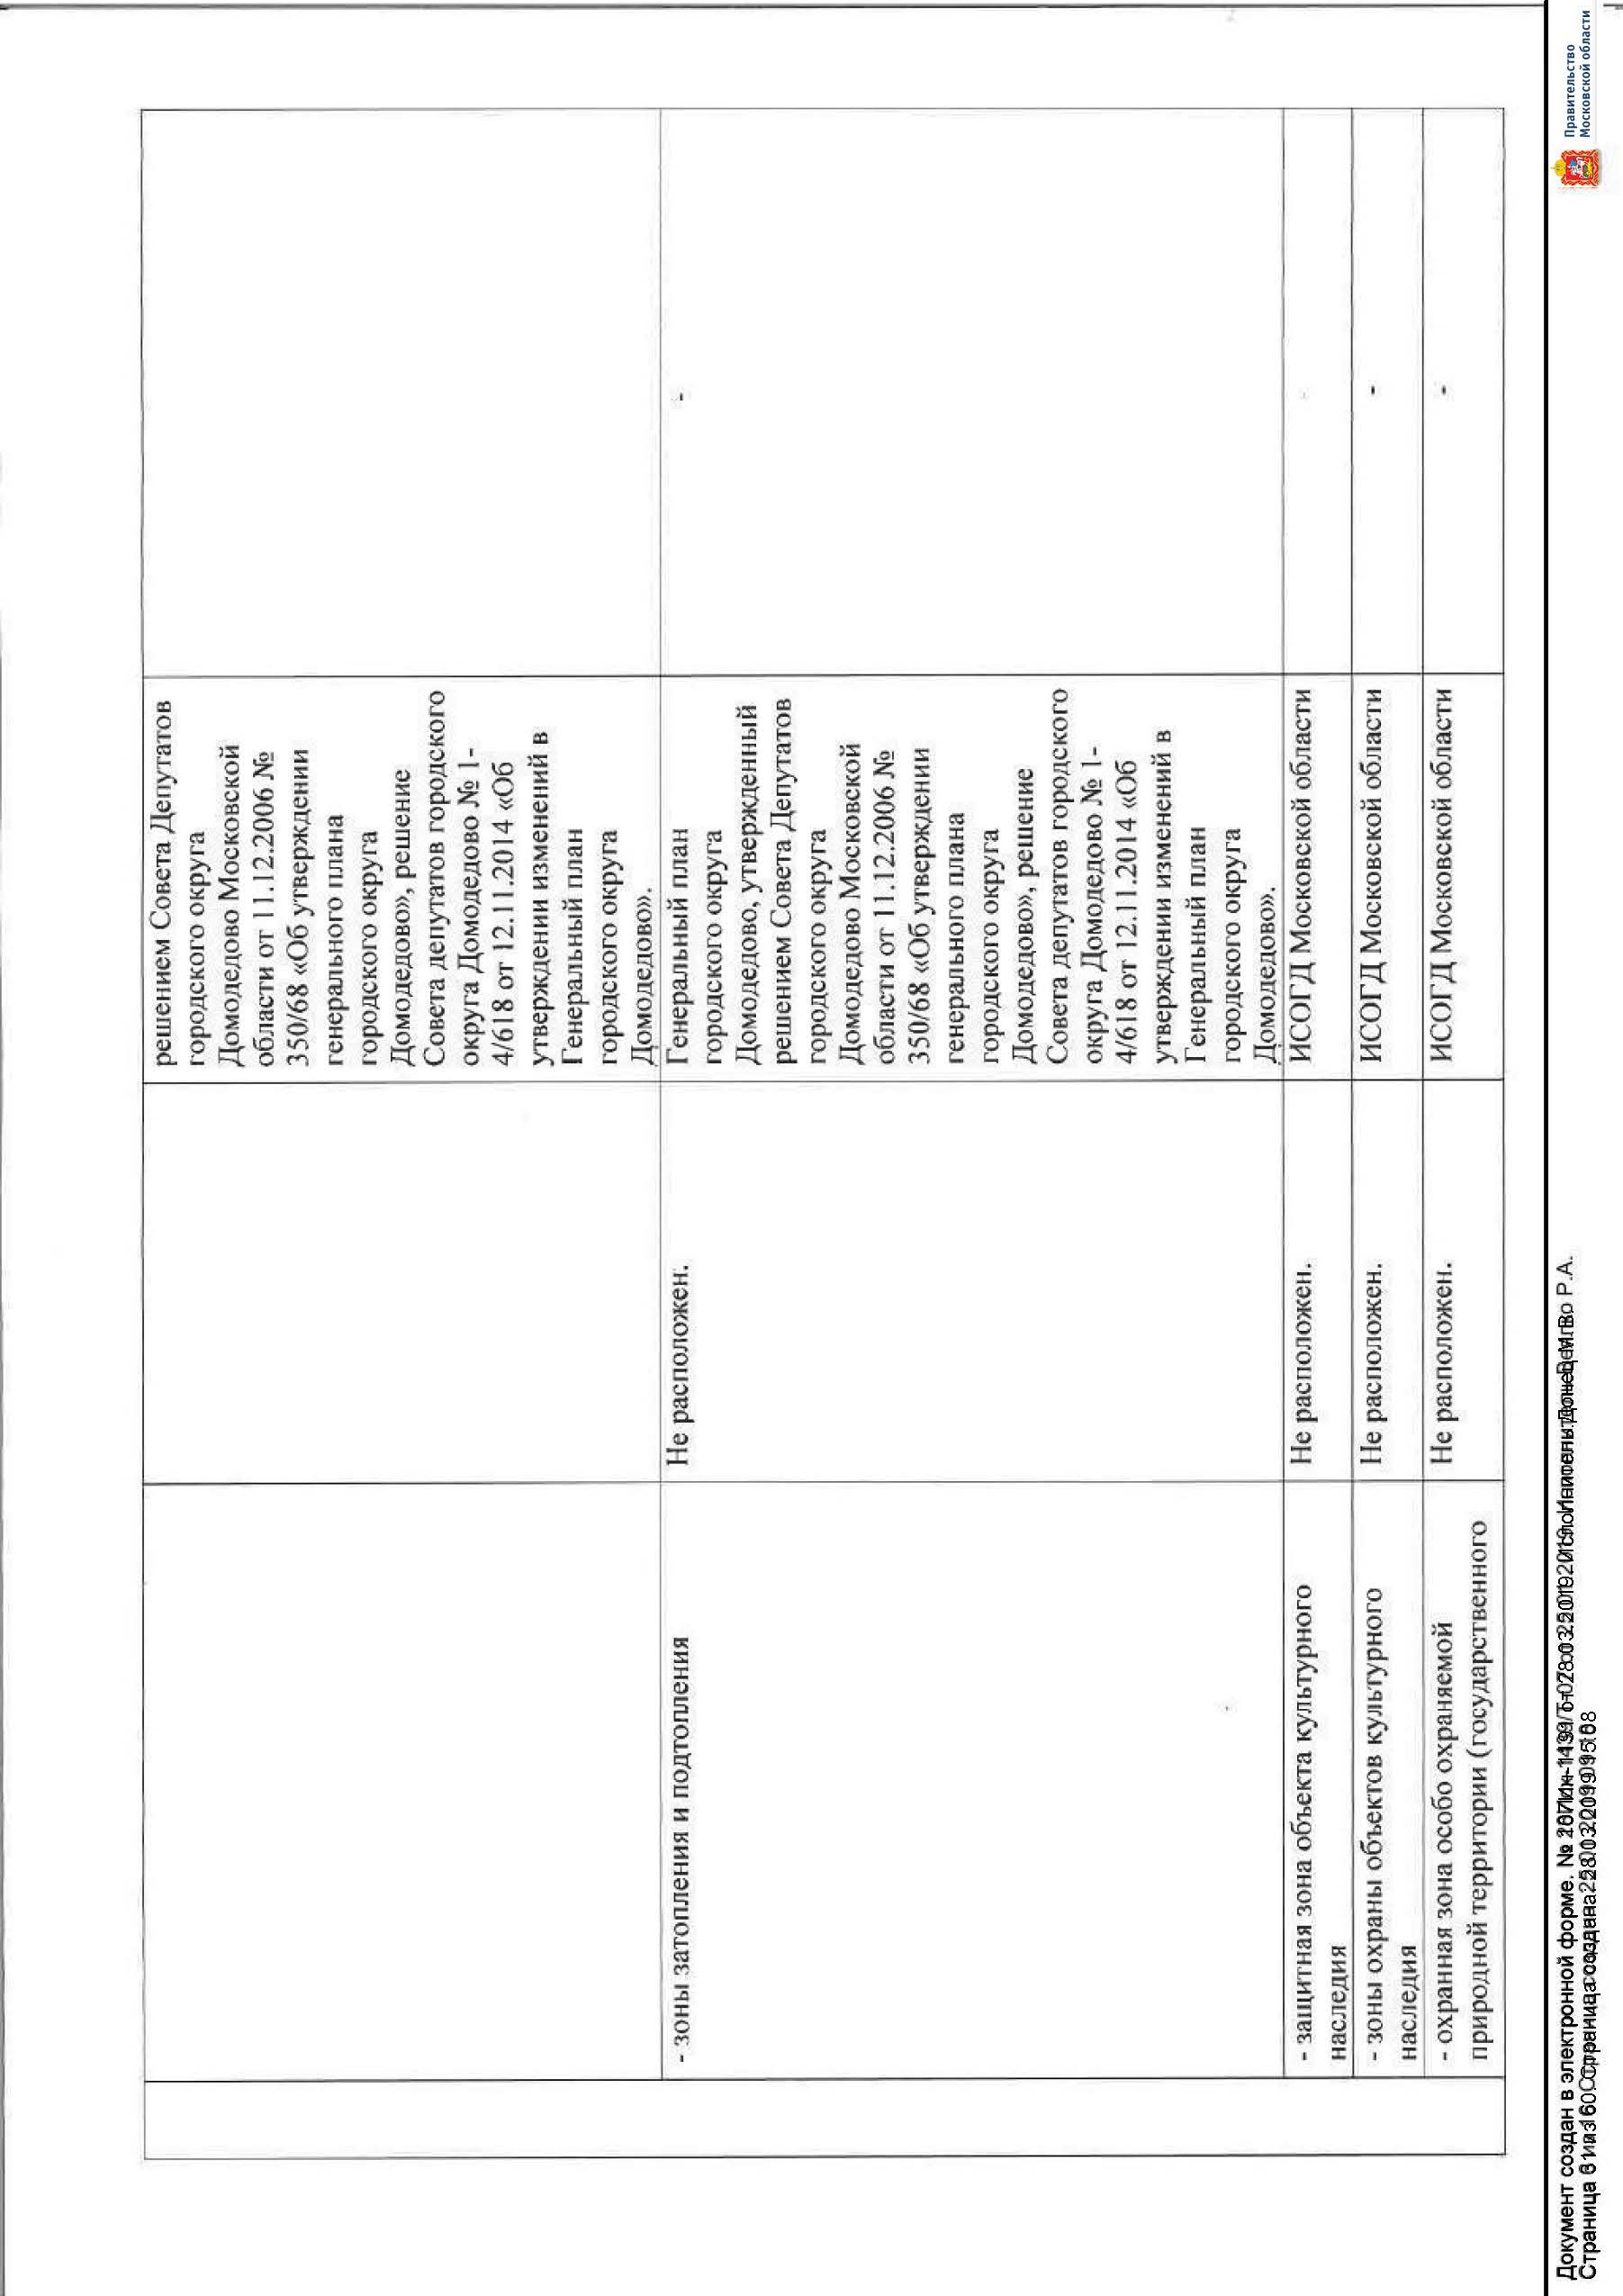 решением Совета Депутатов
городского округа
Домодедово Московской
области от 11.12.2006 №
350/68 «Об утверждении
генерального плана
городского округа
Домодедово», решение
Совета депутатов городского
округа Домодедово № 1-
4/618 от 12.11.2014 «Об
утверждении изменений в
Генеральный план
городского округа
Домодедово».
- зоны затопления и подтопления
Не расположен.
Генеральный план
городского округа
Домодедово, утвержденный
решением Совета Депутатов
городского округа
Домодедово Московской
области от 11.12.2006 №
350/68 «Об утверждении
генерального плана
городского округа
Домодедово», решение
Совета депутатов городского
округа Домодедово № 1-
4/618 от 12.11.2014 «Об
утверждении изменений в
Генеральный план
городского округа
Домодедово».
-
- защитная зона объекта культурного
наследия
Не расположен.
ИСОГД Московской области
-
- зоны охраны объектов культурного
наследия
Не расположен.
ИСОГД Московской области
-
- охранная зона особо охраняемой
природной территории (государственного
Не расположен.
ИСОГД Московской области
-
Документ создан в электронной форме. №
Страница
Правительство
Московской области